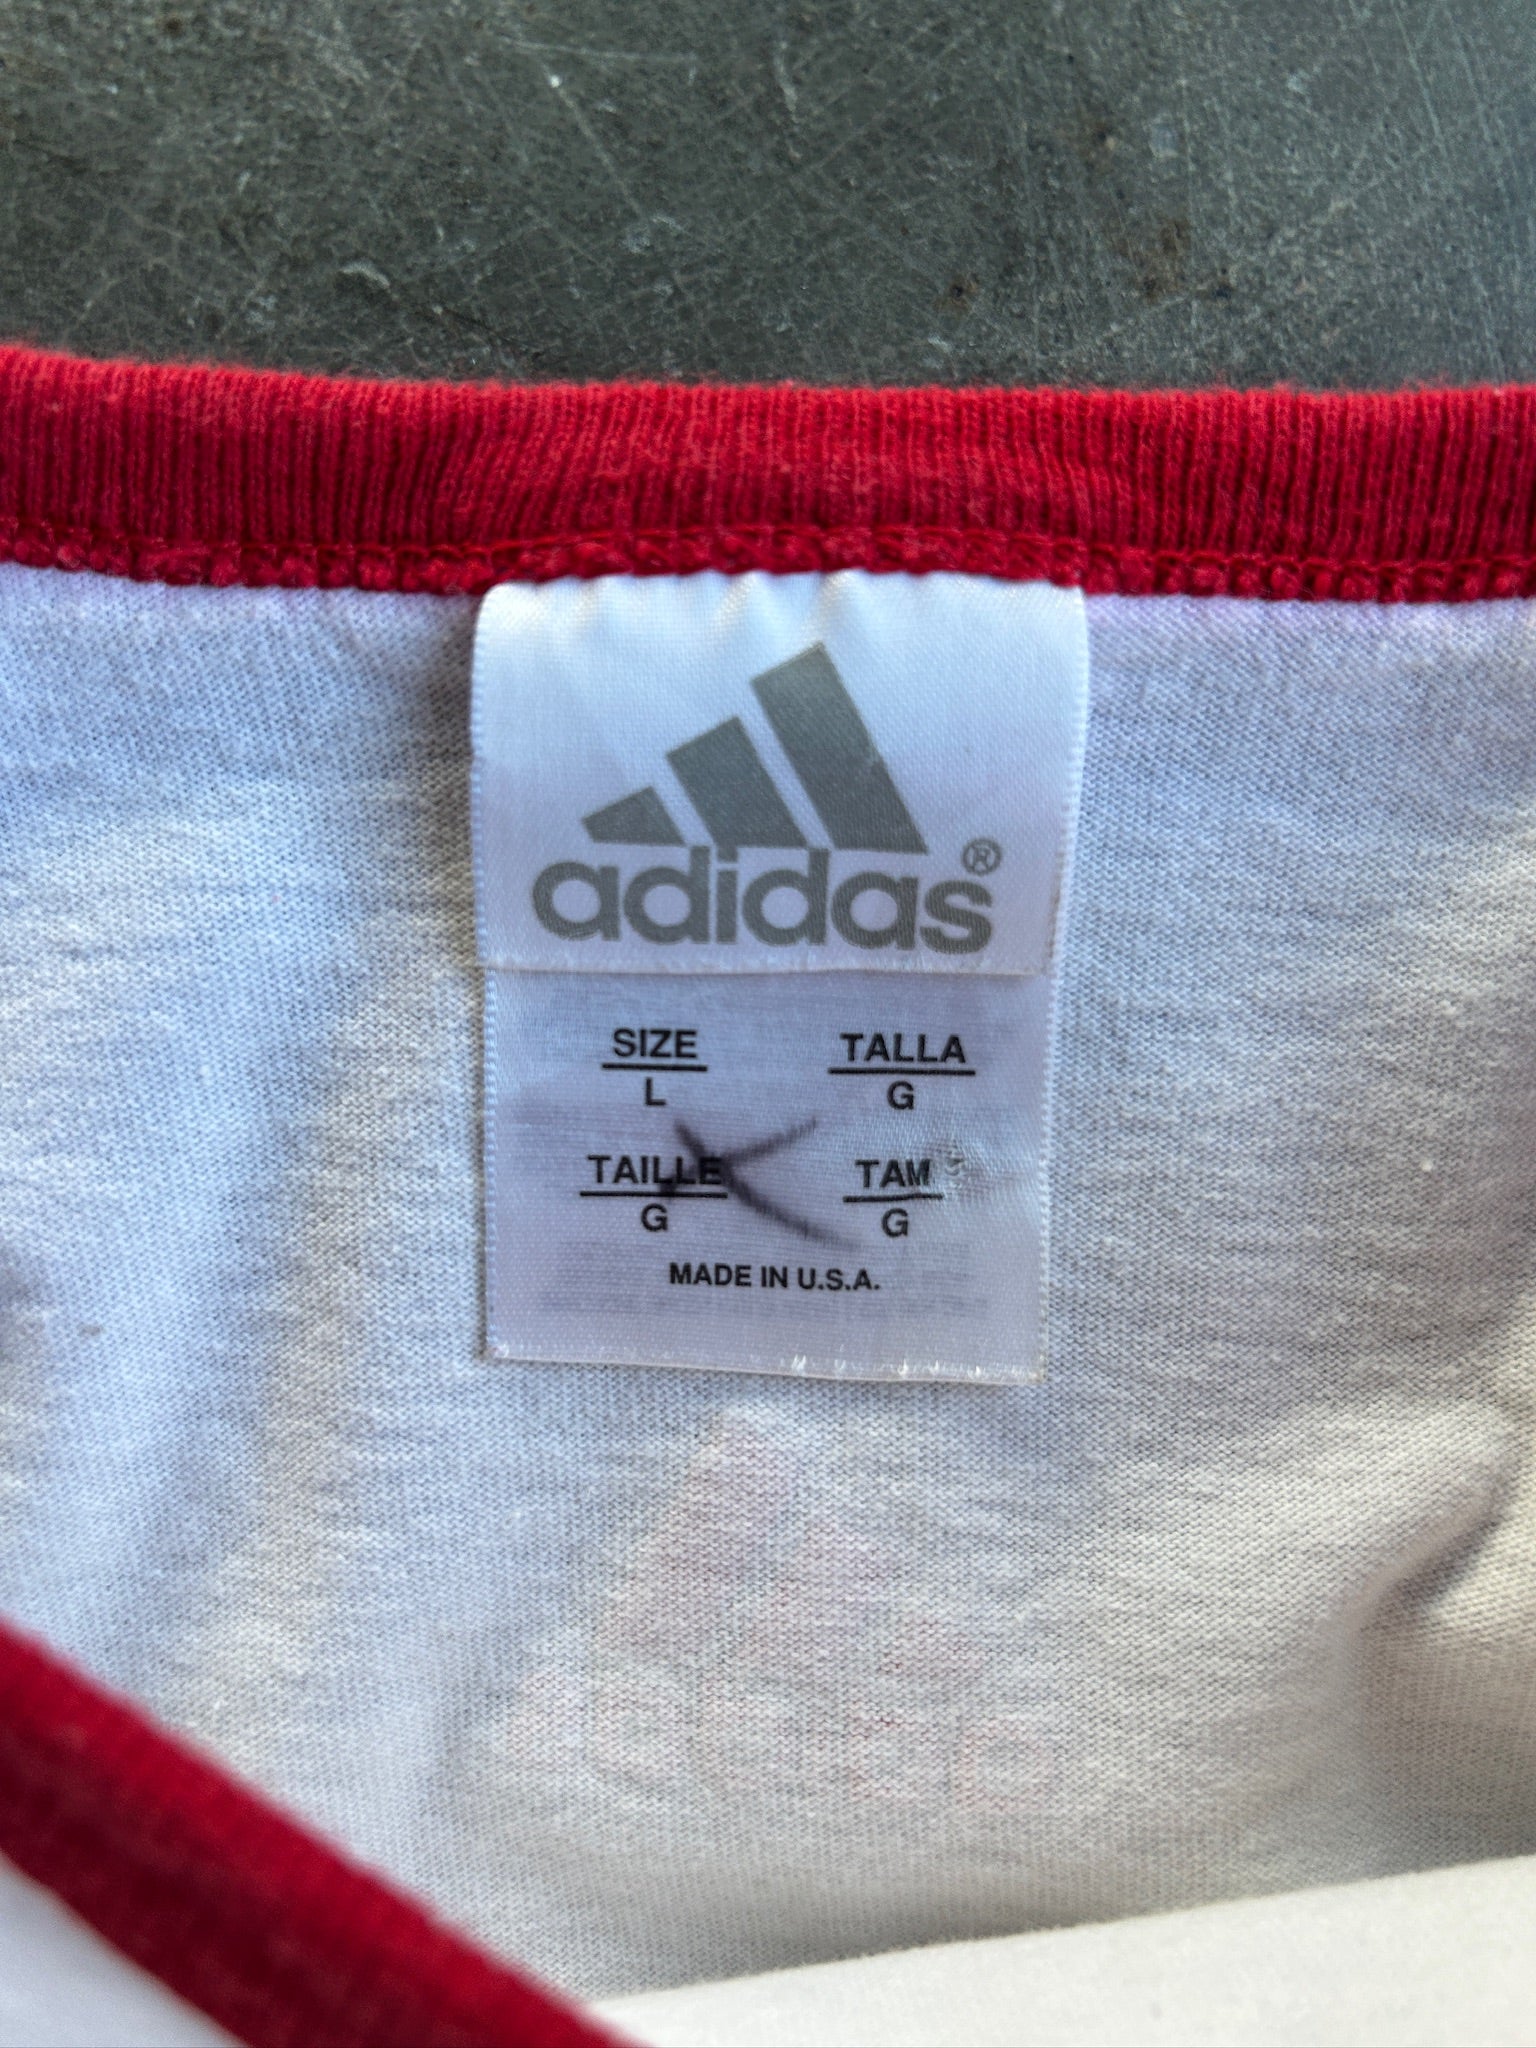 adidas®
SIZE TALLA
L G
TAILLE TAM
G G
MADE IN U.S.A.